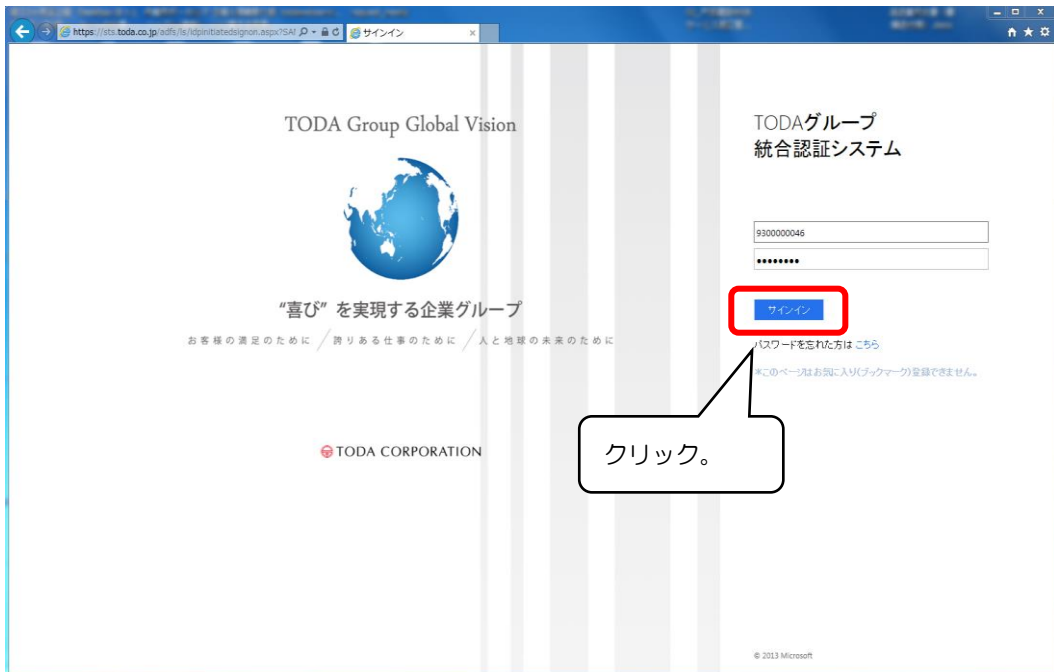 https://sts.toda.co.jp/adfs/ls/idpinitiatedsignon.aspx?SAI
サインイン
TODA Group Global Vision
“喜び” を実現する企業グループ
お客様の満足のために ／ 誇りある仕事のために ／ 人と地球の未来のために
TODA CORPORATION
TODAグループ
統合認証システム
9300000046
••••••••
サインイン
パスワードを忘れた方は こちら
*このページはお気に入り(ブックマーク)登録できません。
クリック。
© 2013 Microsoft